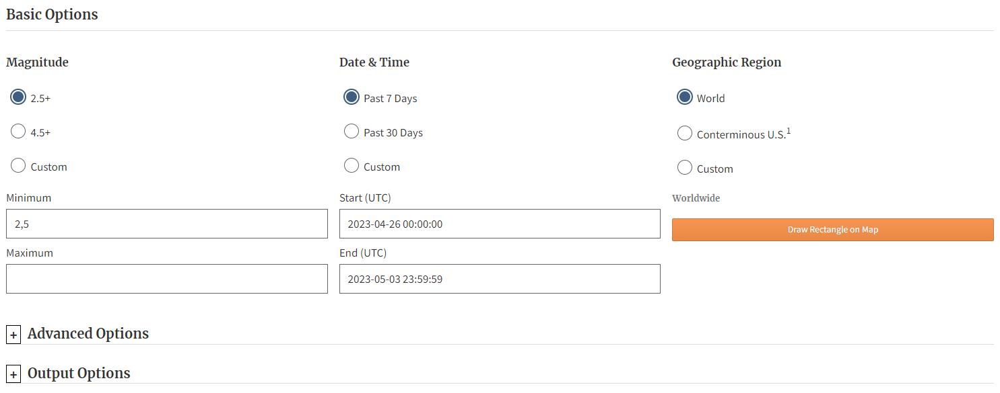 Basic Options
Magnitude
2.5+
4.5+
Custom
Minimum
2,5
Maximum
Date & Time
Past 7 Days
Past 30 Days
Custom
Start (UTC)
2023-04-26 00:00:00
End (UTC)
2023-05-03 23:59:59
Geographic Region
World
Conterminous U.S.1
Custom
Worldwide
Draw Rectangle on Map
+ Advanced Options
+ Output Options